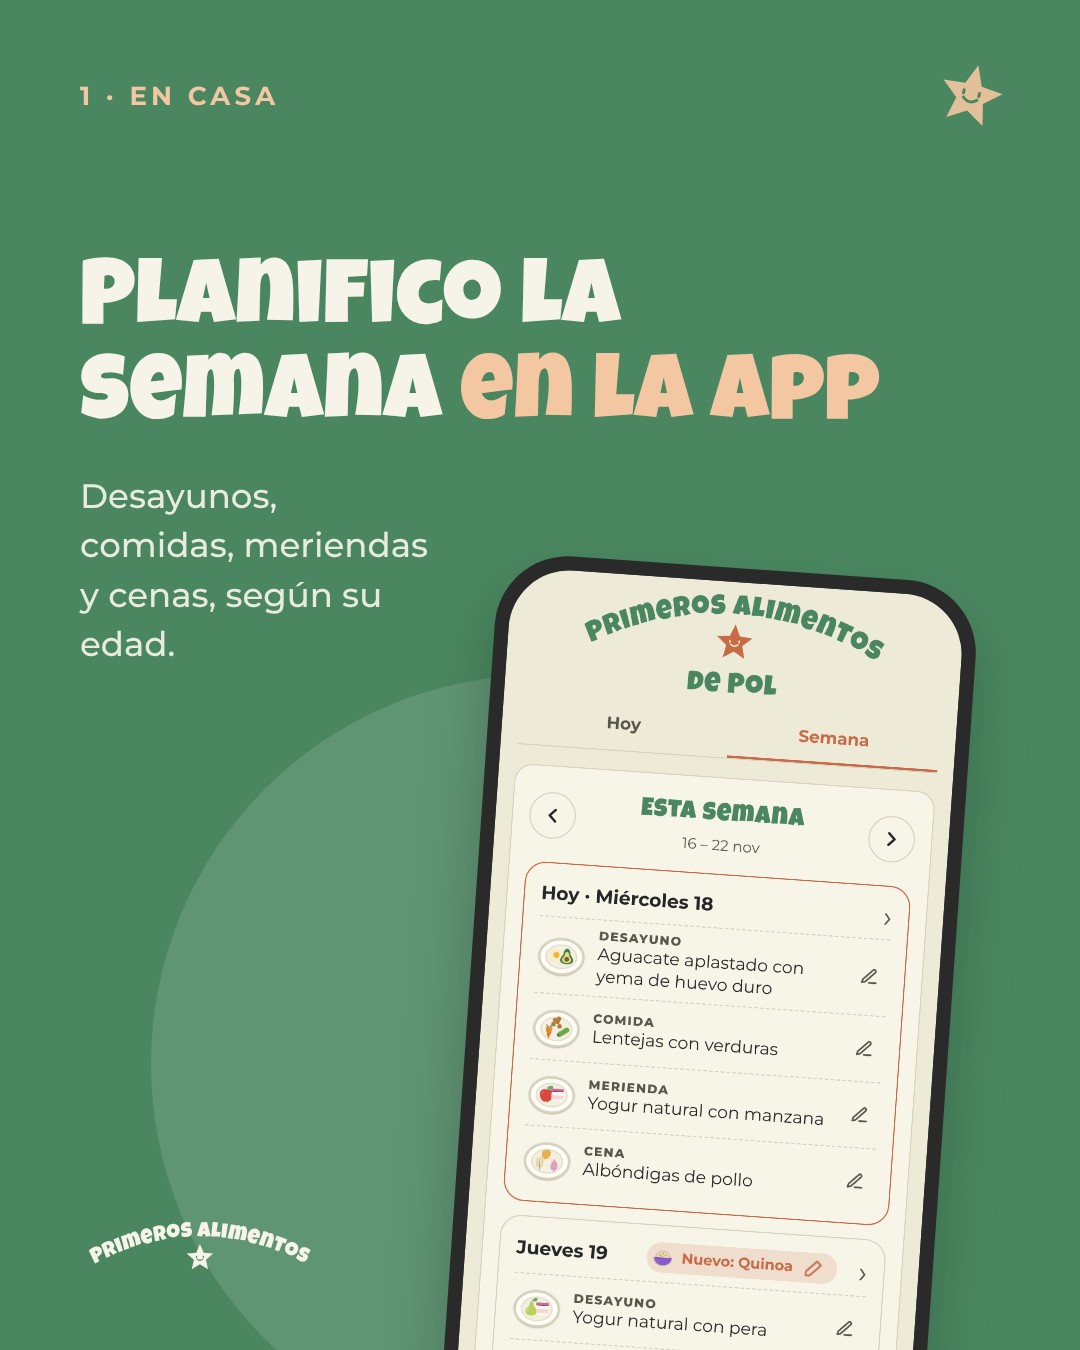 1 · EN CASA
PLANIFICO LA
SEMANA EN LA APP
Desayunos,
comidas, meriendas
y cenas, según su
edad.
PRIMEROS ALIMENTOS
DE POL
Hoy
Semana
ESTA SEMANA
16 – 22 nov
Hoy · Miércoles 18
DESAYUNO
Aguacate aplastado con
yema de huevo duro
COMIDA
Lentejas con verduras
MERIENDA
Yogur natural con manzana
CENA
Albóndigas de pollo
Jueves 19
Nuevo: Quinoa
DESAYUNO
Yogur natural con pera
PRIMEROS ALIMENTOS